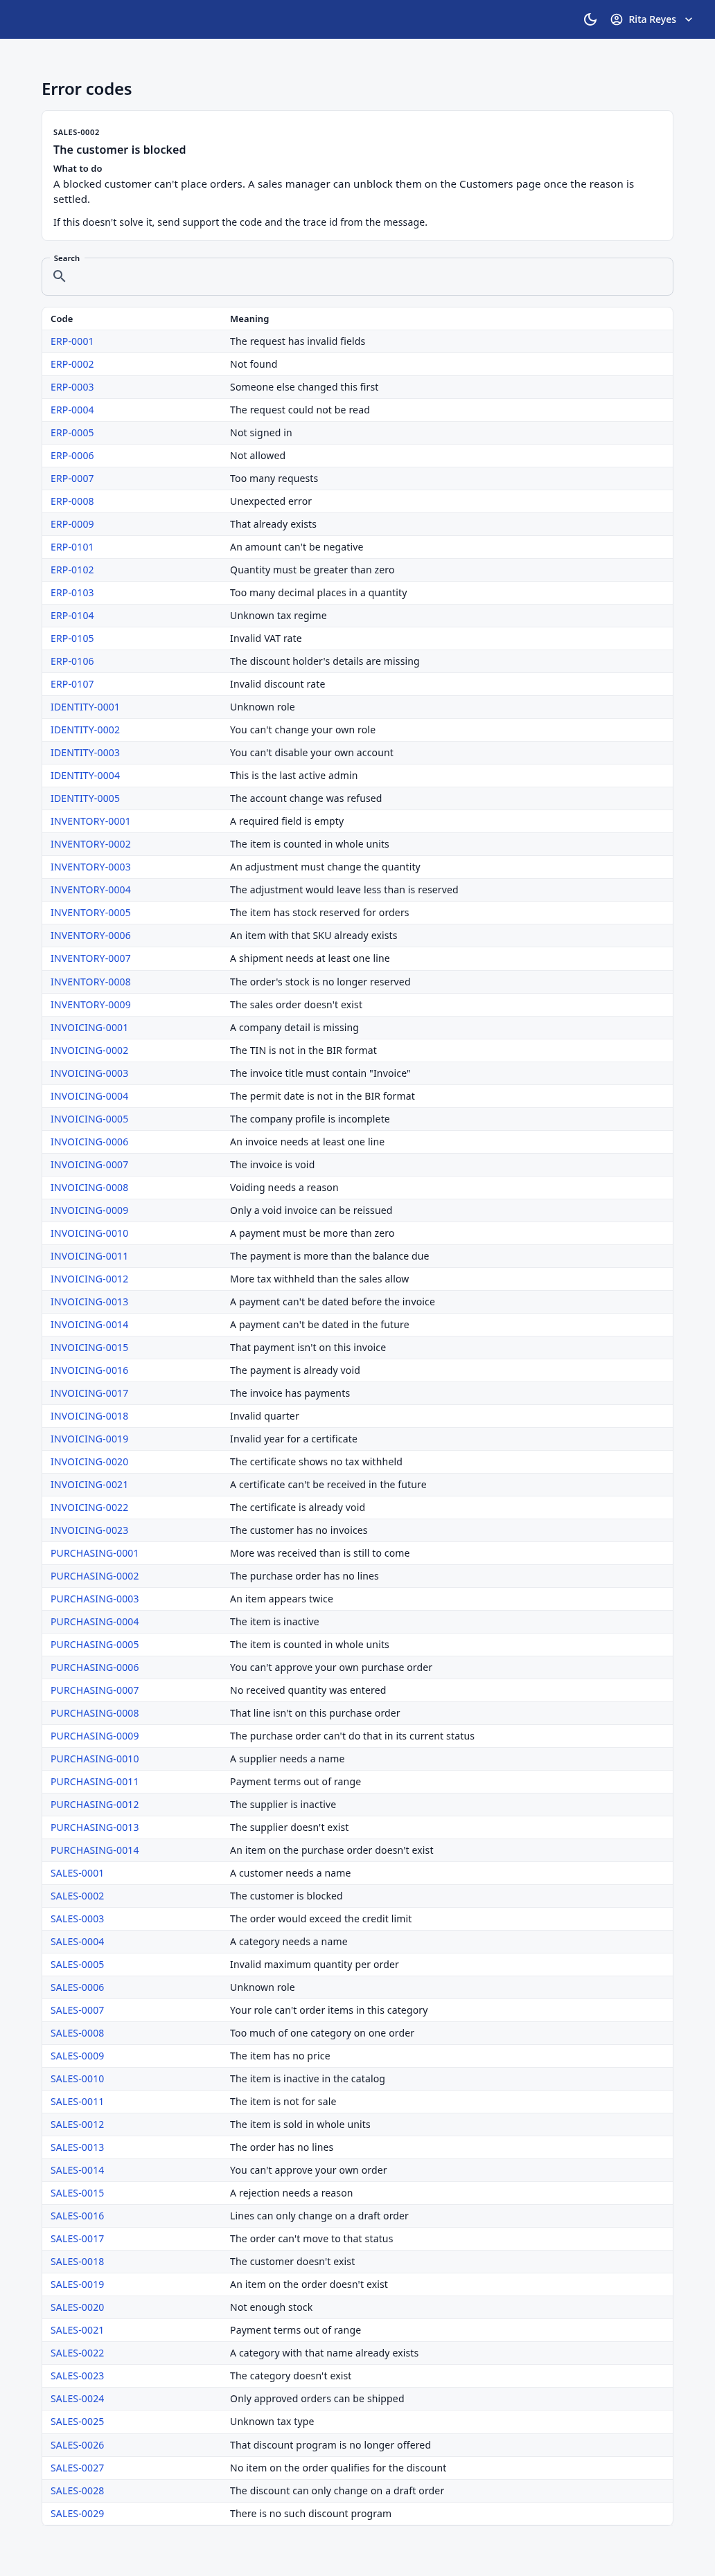 Rita Reyes
Error codes
SALES-0002
The customer is blocked
What to do
A blocked customer can't place orders. A sales manager can unblock them on the Customers page once the reason is
settled.
If this doesn't solve it, send support the code and the trace id from the message.
Search
Code Meaning
ERP-0001 The request has invalid fields
ERP-0002 Not found
ERP-0003 Someone else changed this first
ERP-0004 The request could not be read
ERP-0005 Not signed in
ERP-0006 Not allowed
ERP-0007 Too many requests
ERP-0008 Unexpected error
ERP-0009 That already exists
ERP-0101 An amount can't be negative
ERP-0102 Quantity must be greater than zero
ERP-0103 Too many decimal places in a quantity
ERP-0104 Unknown tax regime
ERP-0105 Invalid VAT rate
ERP-0106 The discount holder's details are missing
ERP-0107 Invalid discount rate
IDENTITY-0001 Unknown role
IDENTITY-0002 You can't change your own role
IDENTITY-0003 You can't disable your own account
IDENTITY-0004 This is the last active admin
IDENTITY-0005 The account change was refused
INVENTORY-0001 A required field is empty
INVENTORY-0002 The item is counted in whole units
INVENTORY-0003 An adjustment must change the quantity
INVENTORY-0004 The adjustment would leave less than is reserved
INVENTORY-0005 The item has stock reserved for orders
INVENTORY-0006 An item with that SKU already exists
INVENTORY-0007 A shipment needs at least one line
INVENTORY-0008 The order's stock is no longer reserved
INVENTORY-0009 The sales order doesn't exist
INVOICING-0001 A company detail is missing
INVOICING-0002 The TIN is not in the BIR format
INVOICING-0003 The invoice title must contain "Invoice"
INVOICING-0004 The permit date is not in the BIR format
INVOICING-0005 The company profile is incomplete
INVOICING-0006 An invoice needs at least one line
INVOICING-0007 The invoice is void
INVOICING-0008 Voiding needs a reason
INVOICING-0009 Only a void invoice can be reissued
INVOICING-0010 A payment must be more than zero
INVOICING-0011 The payment is more than the balance due
INVOICING-0012 More tax withheld than the sales allow
INVOICING-0013 A payment can't be dated before the invoice
INVOICING-0014 A payment can't be dated in the future
INVOICING-0015 That payment isn't on this invoice
INVOICING-0016 The payment is already void
INVOICING-0017 The invoice has payments
INVOICING-0018 Invalid quarter
INVOICING-0019 Invalid year for a certificate
INVOICING-0020 The certificate shows no tax withheld
INVOICING-0021 A certificate can't be received in the future
INVOICING-0022 The certificate is already void
INVOICING-0023 The customer has no invoices
PURCHASING-0001 More was received than is still to come
PURCHASING-0002 The purchase order has no lines
PURCHASING-0003 An item appears twice
PURCHASING-0004 The item is inactive
PURCHASING-0005 The item is counted in whole units
PURCHASING-0006 You can't approve your own purchase order
PURCHASING-0007 No received quantity was entered
PURCHASING-0008 That line isn't on this purchase order
PURCHASING-0009 The purchase order can't do that in its current status
PURCHASING-0010 A supplier needs a name
PURCHASING-0011 Payment terms out of range
PURCHASING-0012 The supplier is inactive
PURCHASING-0013 The supplier doesn't exist
PURCHASING-0014 An item on the purchase order doesn't exist
SALES-0001 A customer needs a name
SALES-0002 The customer is blocked
SALES-0003 The order would exceed the credit limit
SALES-0004 A category needs a name
SALES-0005 Invalid maximum quantity per order
SALES-0006 Unknown role
SALES-0007 Your role can't order items in this category
SALES-0008 Too much of one category on one order
SALES-0009 The item has no price
SALES-0010 The item is inactive in the catalog
SALES-0011 The item is not for sale
SALES-0012 The item is sold in whole units
SALES-0013 The order has no lines
SALES-0014 You can't approve your own order
SALES-0015 A rejection needs a reason
SALES-0016 Lines can only change on a draft order
SALES-0017 The order can't move to that status
SALES-0018 The customer doesn't exist
SALES-0019 An item on the order doesn't exist
SALES-0020 Not enough stock
SALES-0021 Payment terms out of range
SALES-0022 A category with that name already exists
SALES-0023 The category doesn't exist
SALES-0024 Only approved orders can be shipped
SALES-0025 Unknown tax type
SALES-0026 That discount program is no longer offered
SALES-0027 No item on the order qualifies for the discount
SALES-0028 The discount can only change on a draft order
SALES-0029 There is no such discount program